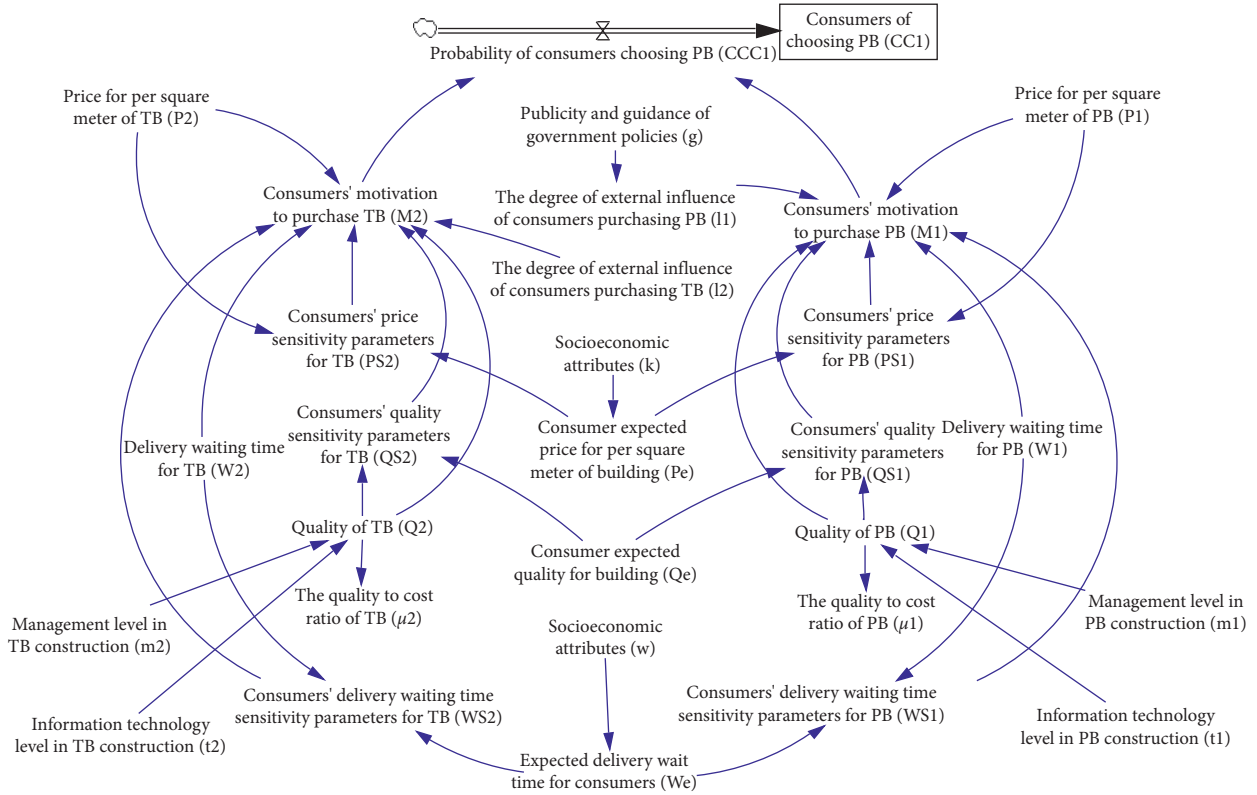 Consumers of
choosing PB (CC1)
Probability of consumers choosing PB (CCC1)
Price for per square
meter of TB (P2)
Publicity and guidance of
government policies (g)
Price for per square
meter of PB (P1)
Consumers' motivation
to purchase TB (M2)
The degree of external influence
of consumers purchasing PB (l1)
Consumers' motivation
to purchase PB (M1)
The degree of external influence
of consumers purchasing TB (l2)
Consumers' price
sensitivity parameters
for TB (PS2)
Socioeconomic
attributes (k)
Consumers' price
sensitivity parameters
for PB (PS1)
Delivery waiting time
for TB (W2)
Consumers' quality
sensitivity parameters
for TB (QS2)
Consumer expected
price for per square
meter of building (Pe)
Consumers' quality
sensitivity parameters
for PB (QS1)
Delivery waiting time
for PB (W1)
Quality of TB (Q2)
Consumer expected
quality for building (Qe)
Quality of PB (Q1)
The quality to cost
ratio of TB (μ2)
The quality to cost
ratio of PB (μ1)
Management level in
TB construction (m2)
Socioeconomic
attributes (w)
Management level in
PB construction (m1)
Information technology
level in TB construction (t2)
Consumers' delivery waiting time
sensitivity parameters for TB (WS2)
Consumers' delivery waiting time
sensitivity parameters for PB (WS1)
Information technology
level in PB construction (t1)
Expected delivery wait
time for consumers (We)